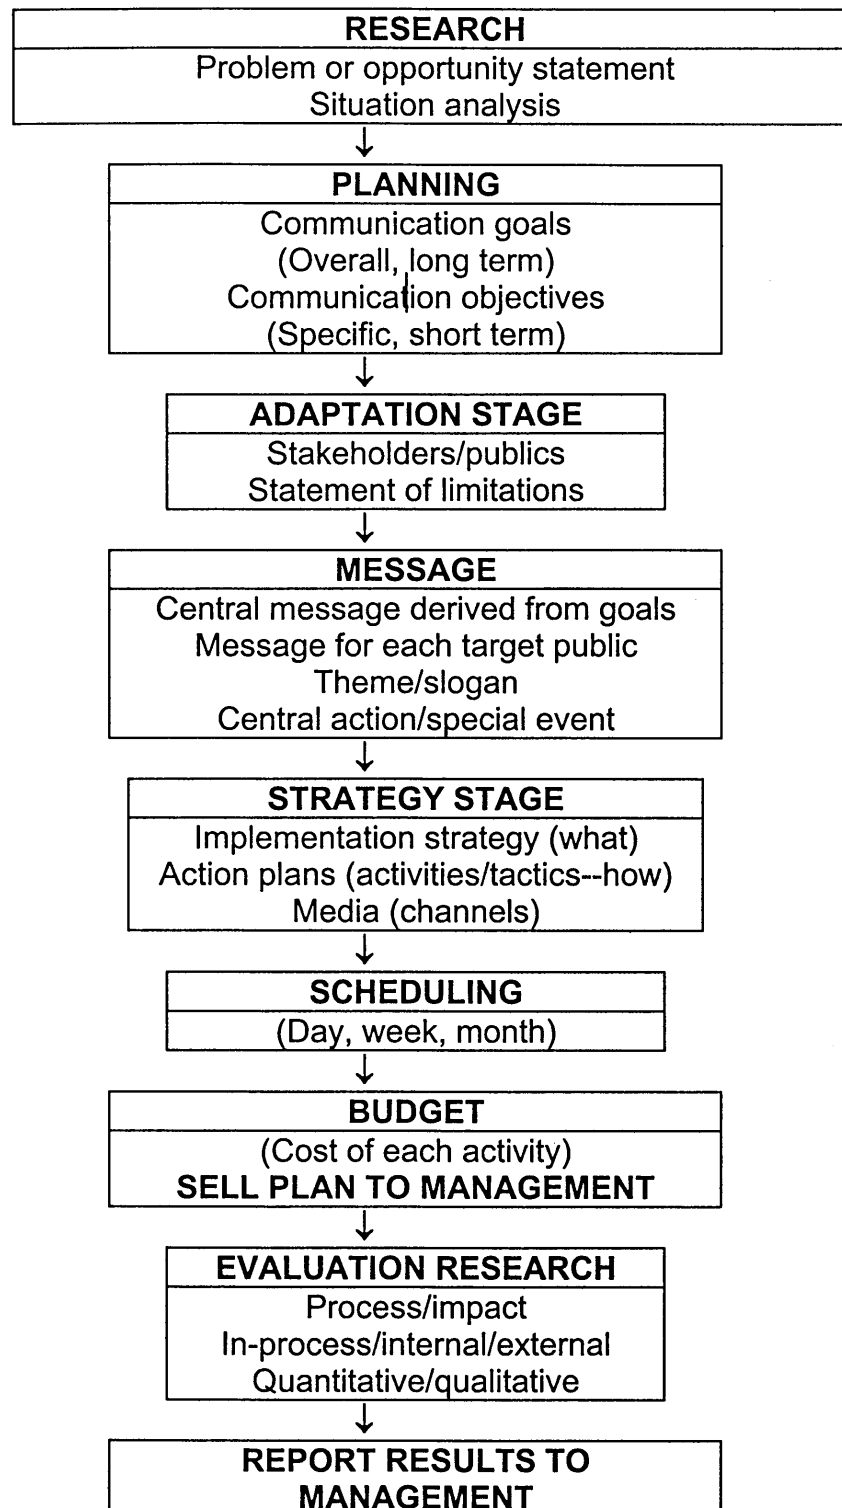 RESEARCH
Problem or opportunity statement
Situation analysis
PLANNING
Communication goals
(Overall, long term)
Communication objectives
(Specific, short term)
ADAPTATION STAGE
Stakeholders/publics
Statement of limitations
MESSAGE
Central message derived from goals
Message for each target public
Theme/slogan
Central action/special event
STRATEGY STAGE
Implementation strategy (what)
Action plans (activities/tactics--how)
Media (channels)
SCHEDULING
(Day, week, month)
BUDGET
(Cost of each activity)
SELL PLAN TO MANAGEMENT
EVALUATION RESEARCH
Process/impact
In-process/internal/external
Quantitative/qualitative
REPORT RESULTS TO
MANAGEMENT